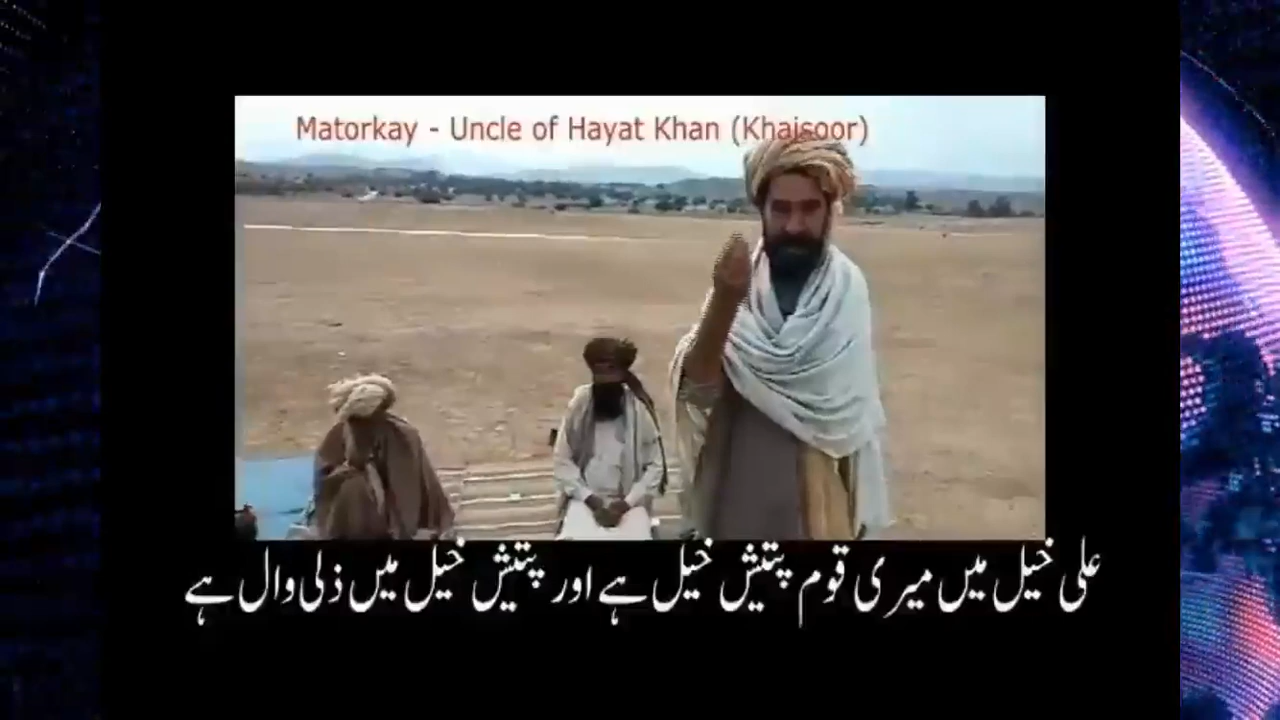 Matorkay - Uncle of Hayat Khan (Khaisoor)
علی خیل میں میری قوم پتیش خیل ہے اور پتیش خیل میں ذلی وال ہے